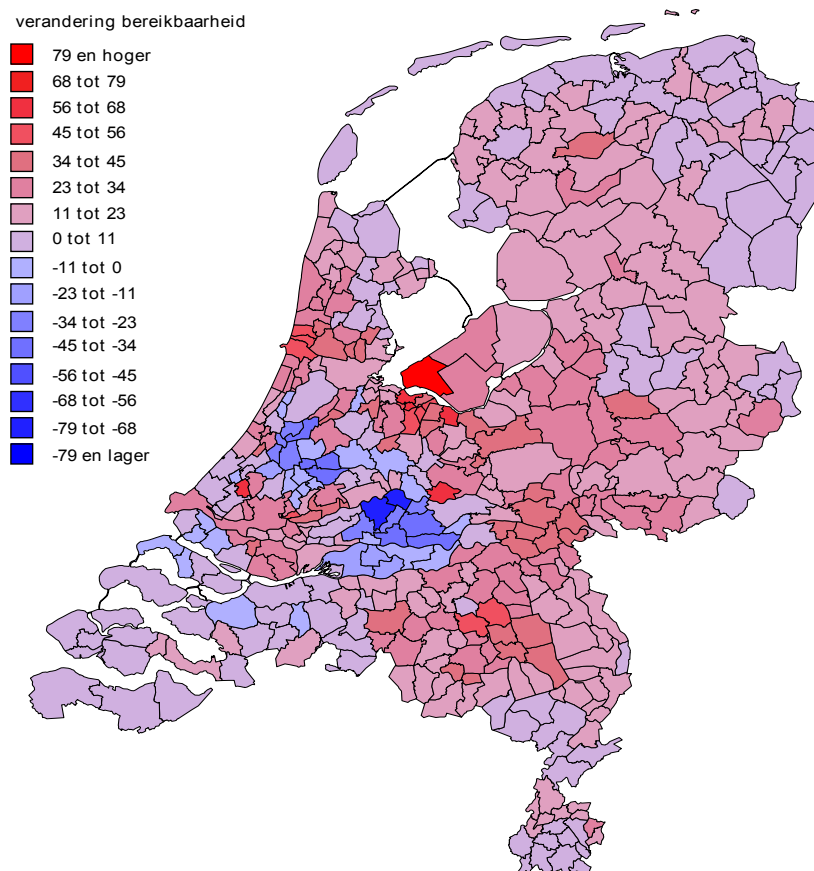 verandering bereikbaarheid
79 en hoger
68 tot 79
56 tot 68
45 tot 56
34 tot 45
23 tot 34
11 tot 23
0 tot 11
-11 tot 0
-23 tot -11
-34 tot -23
-45 tot -34
-56 tot -45
-68 tot -56
-79 tot -68
-79 en lager